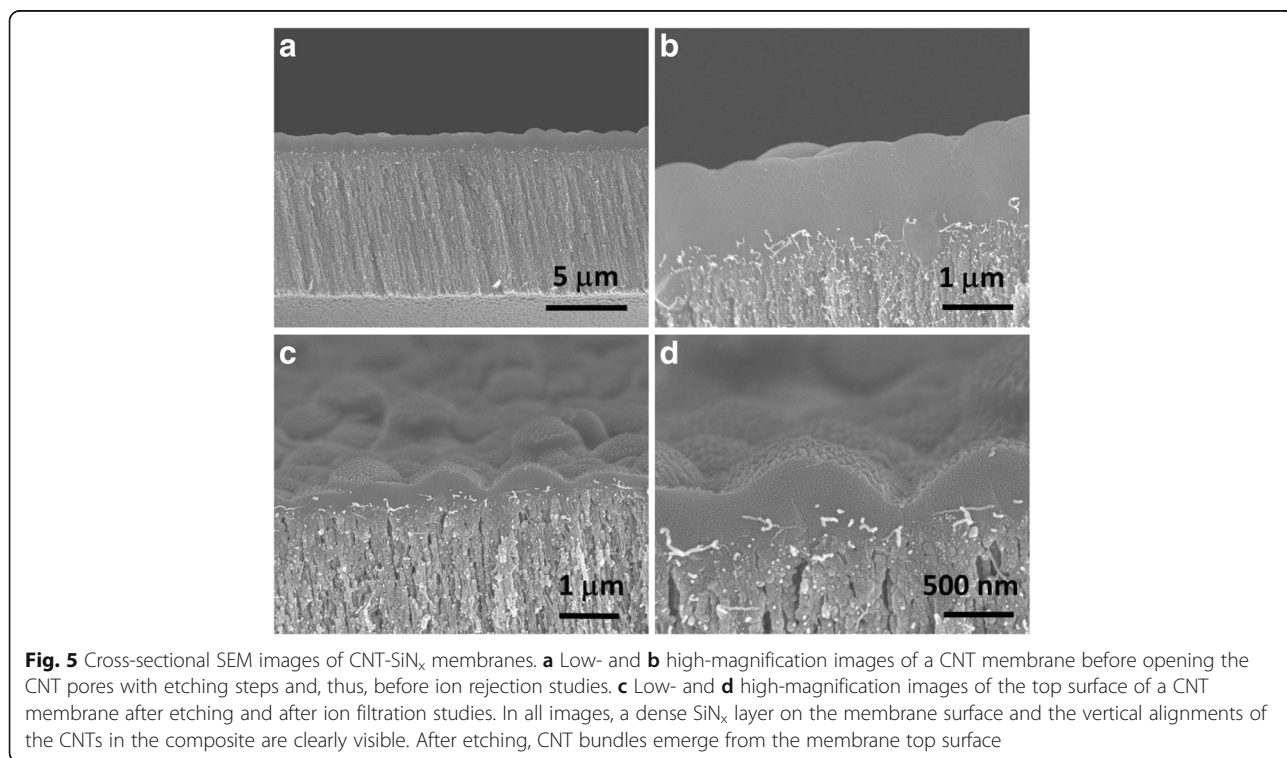 a
b
5 μm
1 μm
c
d
1 μm
500 nm
Fig. 5 Cross-sectional SEM images of CNT-SiNx membranes. a Low- and b high-magnification images of a CNT membrane before opening the
CNT pores with etching steps and, thus, before ion rejection studies. c Low- and d high-magnification images of the top surface of a CNT
membrane after etching and after ion filtration studies. In all images, a dense SiNx layer on the membrane surface and the vertical alignments of
the CNTs in the composite are clearly visible. After etching, CNT bundles emerge from the membrane top surface